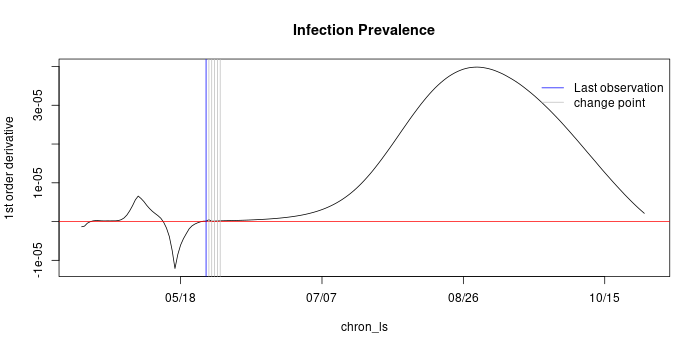 Infection Prevalence
1st order derivative
3e-05
1e-05
-1e-05
Last observation
change point
05/18
07/07
08/26
10/15
chron_ls